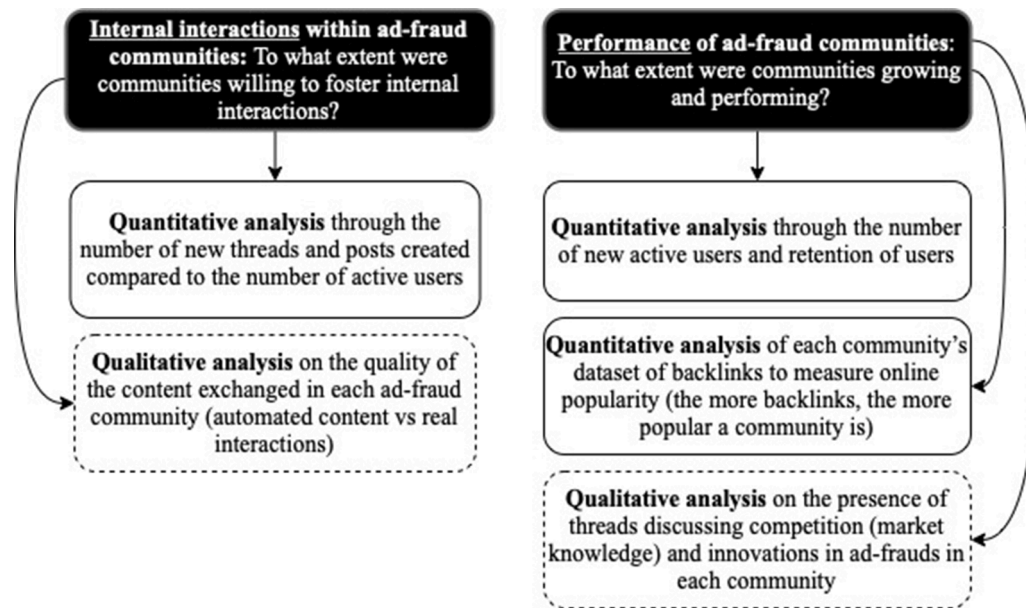 Internal interactions within ad-fraud
communities: To what extent were
communities willing to foster internal
interactions?
Quantitative analysis through the
number of new threads and posts created
compared to the number of active users
Qualitative analysis on the quality of
the content exchanged in each ad-fraud
community (automated content vs real
interactions)
Performance of ad-fraud communities:
To what extent were communities growing
and performing?
Quantitative analysis through the number
of new active users and retention of users
Quantitative analysis of each community's
dataset of backlinks to measure online
popularity (the more backlinks, the more
popular a community is)
Qualitative analysis on the presence of
threads discussing competition (market
knowledge) and innovations in ad-frauds in
each community